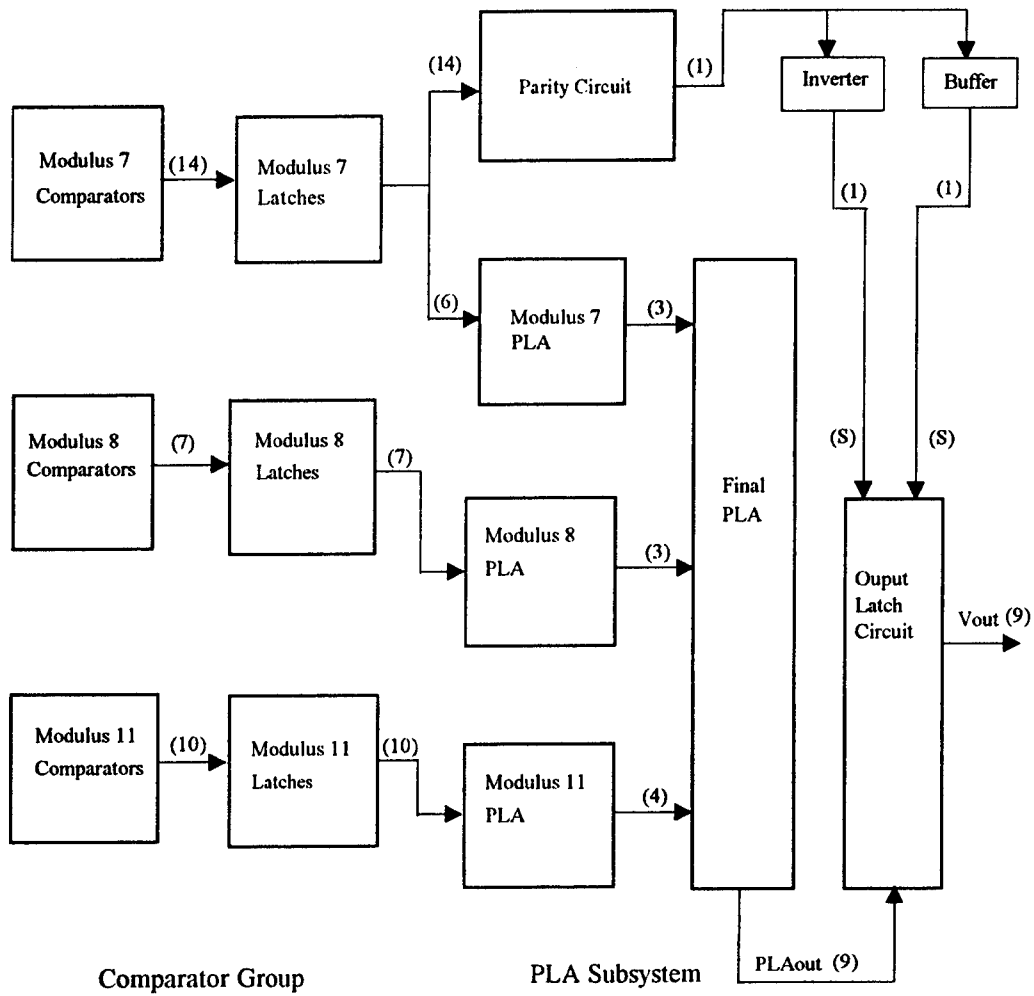 (14)
Parity Circuit
(1)
Inverter
Buffer
Modulus 7
Comparators
(14)
Modulus 7
Latches
(1)
(1)
(6)
Modulus 7
PLA
(3)
Modulus 8
Comparators
(7)
Modulus 8
Latches
(7)
(S)
(S)
Final
PLA
Modulus 8
PLA
(3)
Ouput
Latch
Circuit
Vout (9)
Modulus 11
Comparators
(10)
Modulus 11
Latches
(10)
Modulus 11
PLA
(4)
PLAout (9)
Comparator Group
PLA Subsystem